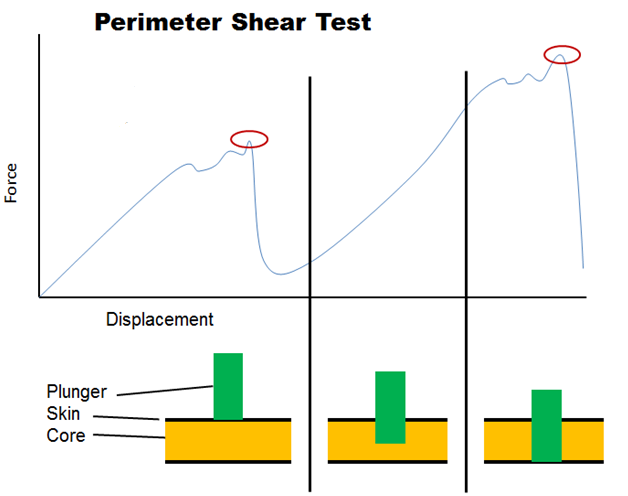 Perimeter Shear Test
Force
Displacement
Plunger
Skin
Core